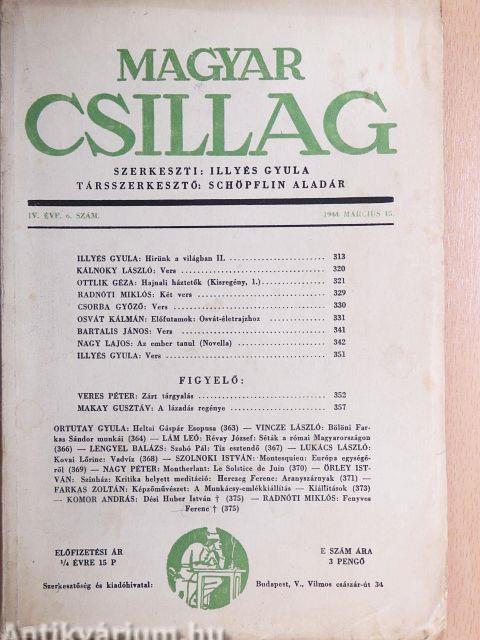 MAGYAR
CSILLAG
SZERKESZTI: ILLYÉS GYULA
TÁRSSZERKESZTŐ: SCHÖPFLIN ALADÁR
IV. ÉVF. 6. SZÁM. 1944 MÁRCIUS 15.
ILLYÉS GYULA: Hirünk a világban II. 313
KÁLNOKY LÁSZLÓ: Vers 320
OTTLIK GÉZA: Hajnali háztetők (Kisregény, 1.) 321
RADNÓTI MIKLÓS: Két vers 329
CSORBA GYŐZŐ: Vers 330
OSVÁT KÁLMÁN: Előfutamok: Osvát-életrajzhoz 331
BARTALIS JÁNOS: Vers 341
NAGY LAJOS: Az ember tanul (Novella) 342
ILLYÉS GYULA: Vers 351
FIGYELŐ:
VERES PÉTER: Zárt tárgyalás 352
MAKAY GUSZTÁV: A lázadás regénye 357
ORTUTAY GYULA: Heltai Gáspár Esopusa (363) — VINCZE LÁSZLÓ: Bölöni Far-
kas Sándor munkái (364) — LÁM LEÓ: Révay József: Séták a római Magyarországon
(366) — LENGYEL BALÁZS: Szabó Pál: Tíz esztendő (367) — LUKÁCS LÁSZLÓ:
Kovai Lőrinc: Vadvíz (368) — SZOLNOKI ISTVÁN: Montesquieu: Európa egységé-
ről (369) — NAGY PÉTER: Montherlant: Le Solstice de Juin (370) — ÖRLEY IST-
VÁN: Színház: Kritika helyett meditáció: Herczeg Ferenc: Aranyszárnyak (371) —
FARKAS ZOLTÁN: Képzőművészet: A Munkácsy-emlékkiállítás — Kiállítások (373)
— KOMOR ANDRÁS: Dési Huber István † (375) — RADNÓTI MIKLÓS: Fenyves
Ferenc † (375)
ELŐFIZETÉSI ÁR
¼ ÉVRE 15 P
E SZÁM ÁRA
3 PENGŐ
Szerkesztőség és kiadóhivatal: Budapest, V., Vilmos császár-út 34
Antikvárium.hu